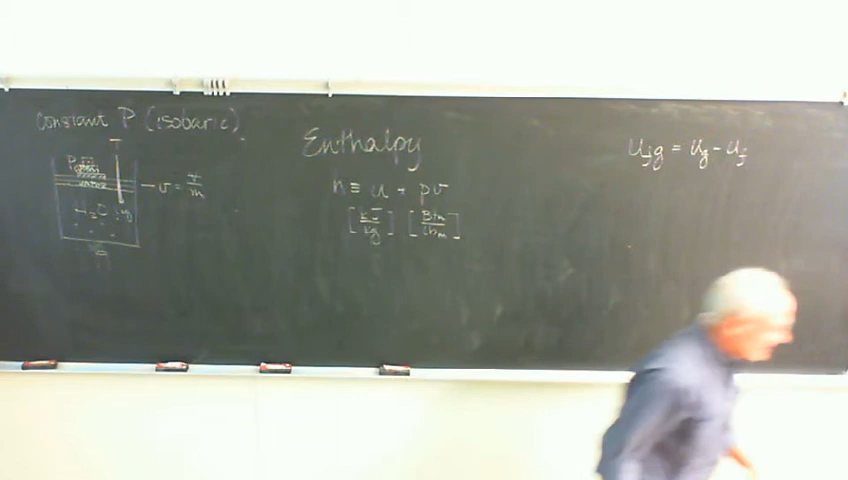 Constant P (isobaric)
v = V/m
H₂O
Enthalpy
h ≡ u + pv
[kJ/kg] [Btu/lbm]
u_fg = u_g - u_f